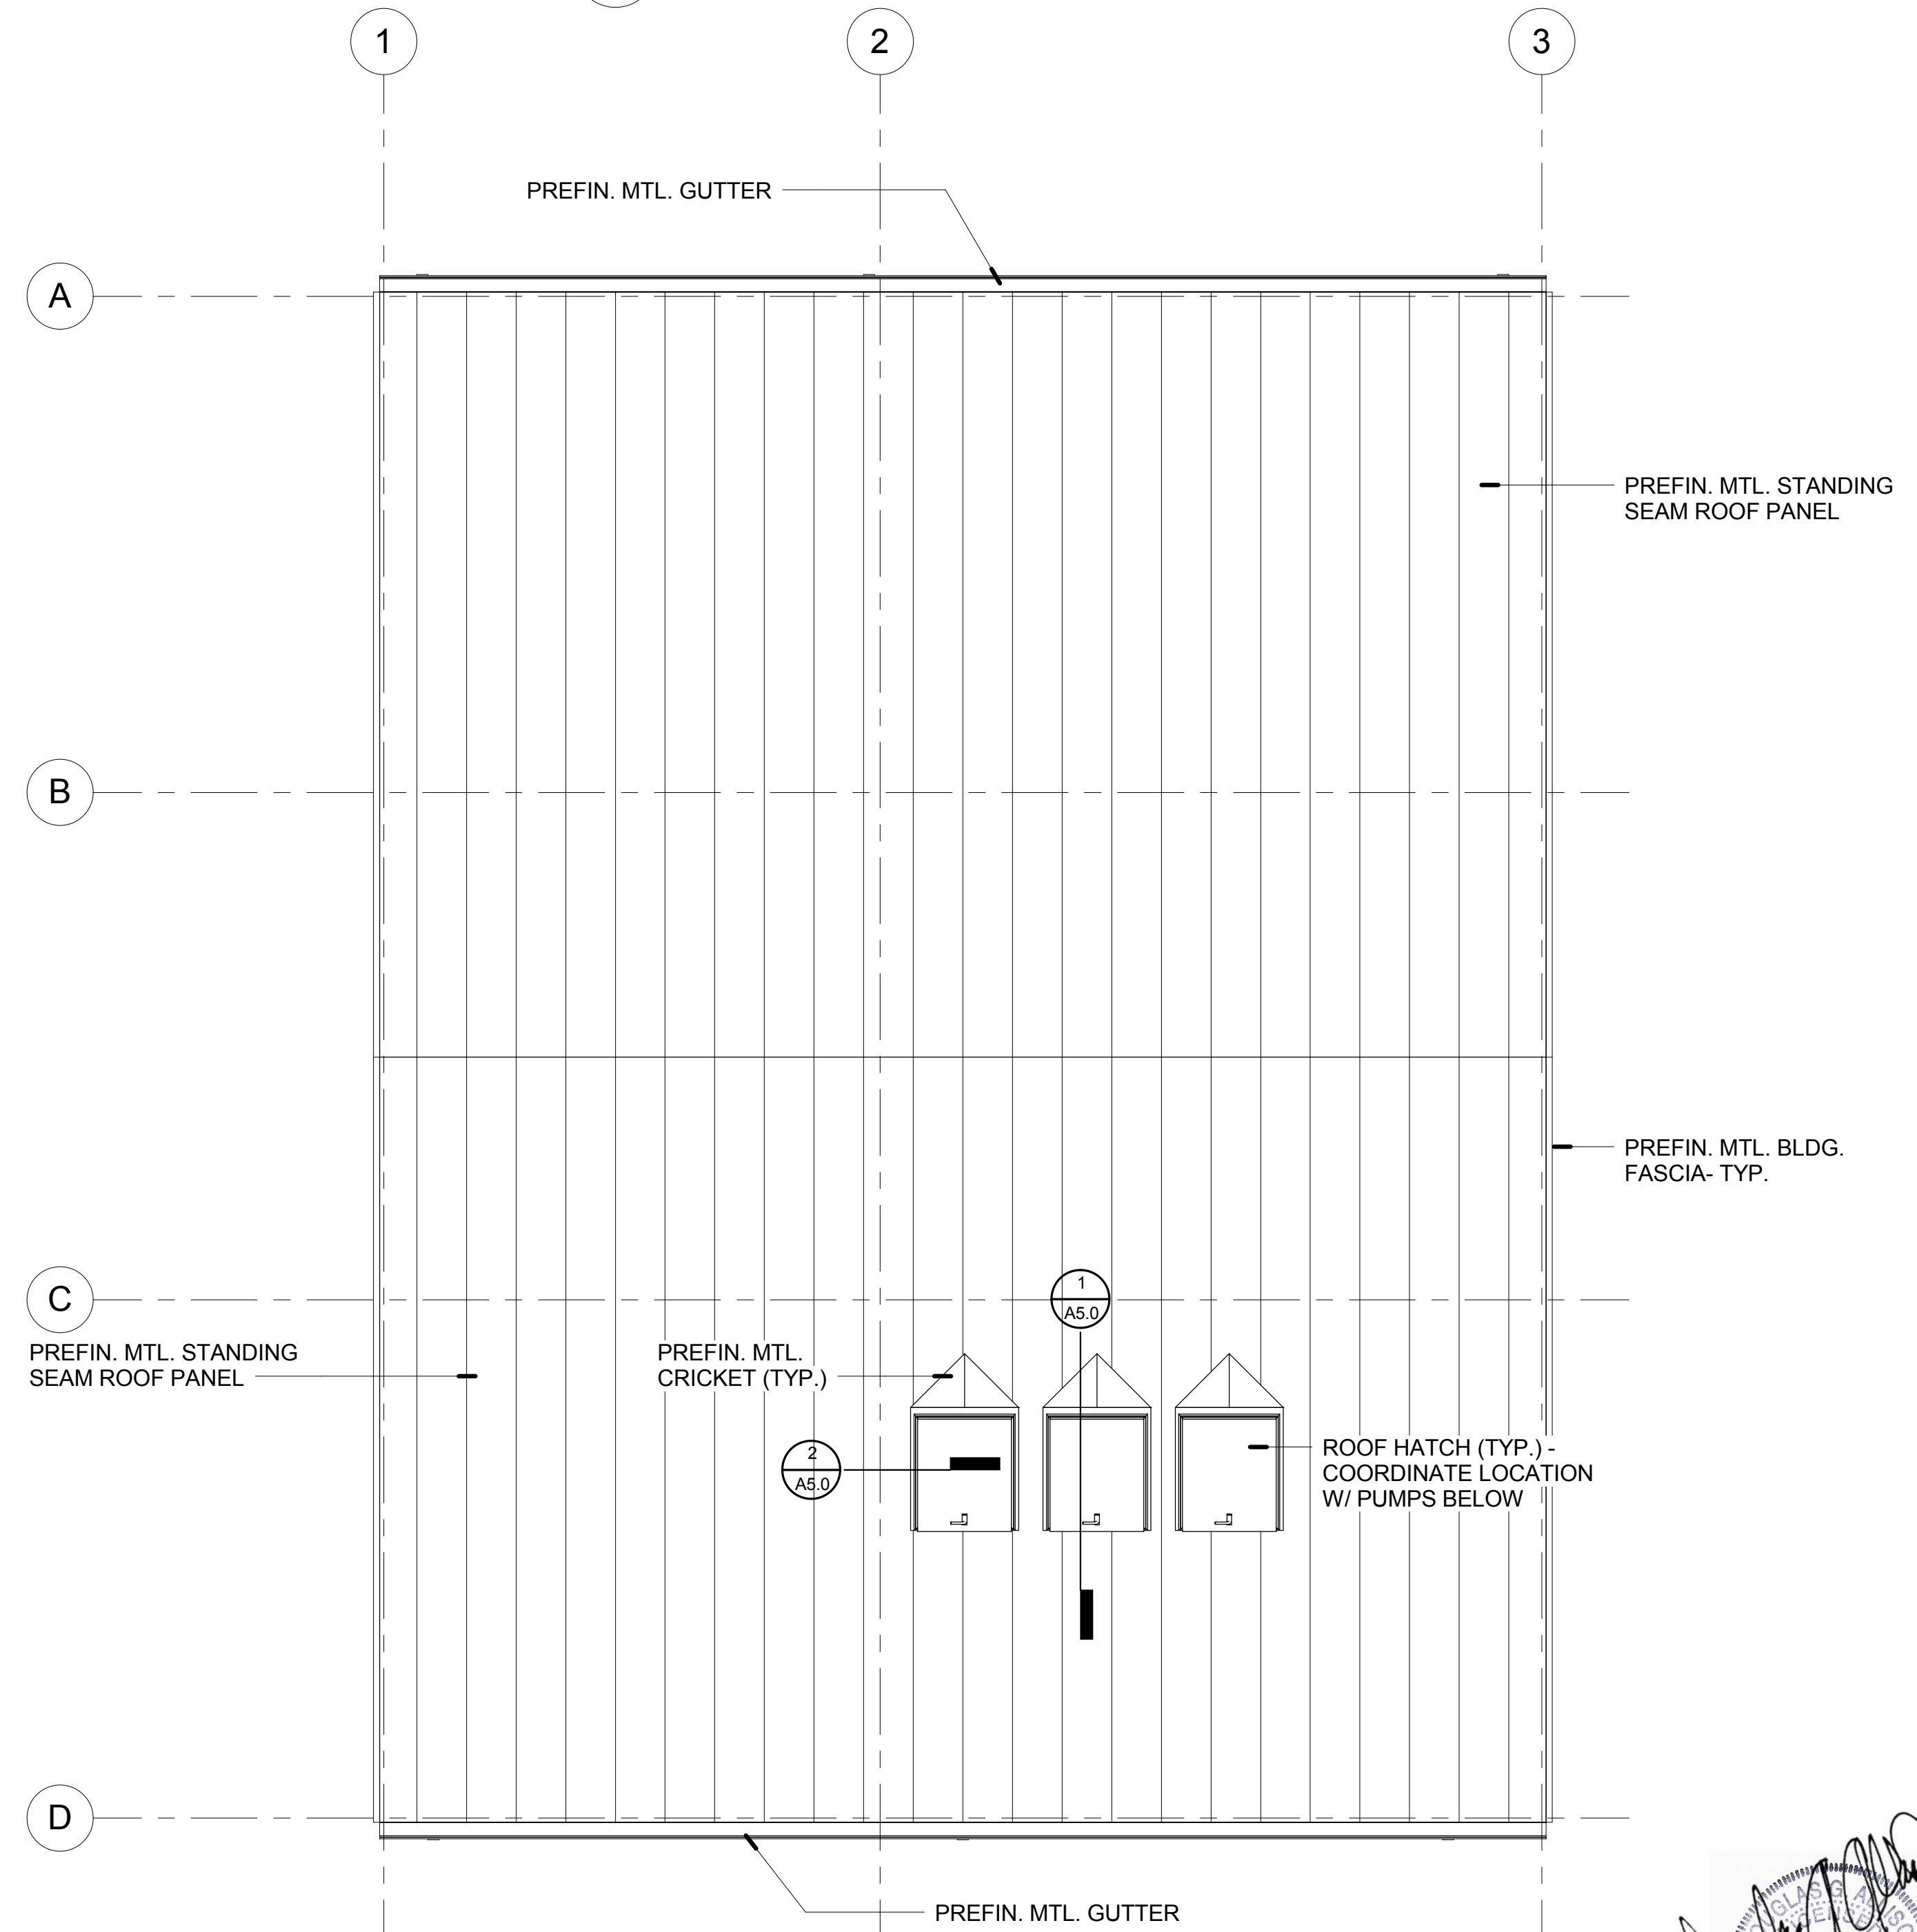 1
2
3
PREFIN. MTL. GUTTER
A
PREFIN. MTL. STANDING
SEAM ROOF PANEL
B
PREFIN. MTL. BLDG.
FASCIA- TYP.
C
1
A5.0
PREFIN. MTL. STANDING
SEAM ROOF PANEL
PREFIN. MTL.
CRICKET (TYP.)
2
A5.0
ROOF HATCH (TYP.) -
COORDINATE LOCATION
W/ PUMPS BELOW
D
PREFIN. MTL. GUTTER